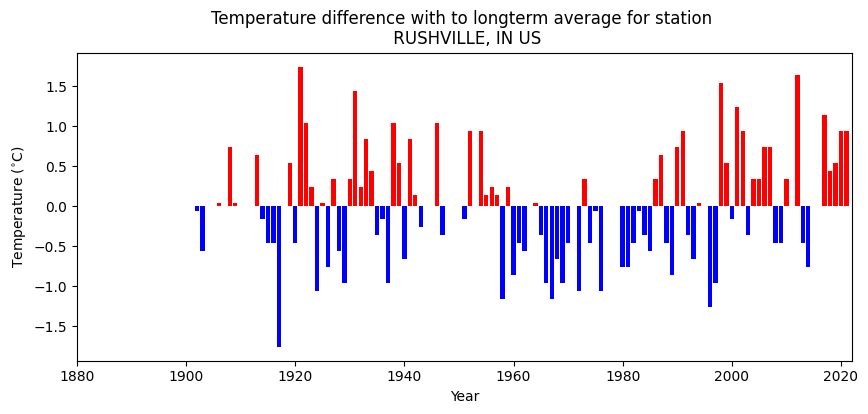 Temperature difference with to longterm average for station
RUSHVILLE, IN US
1.5
1.0
0.5
0.0
−0.5
−1.0
−1.5
Temperature (°C)
1880 1900 1920 1940 1960 1980 2000 2020
Year